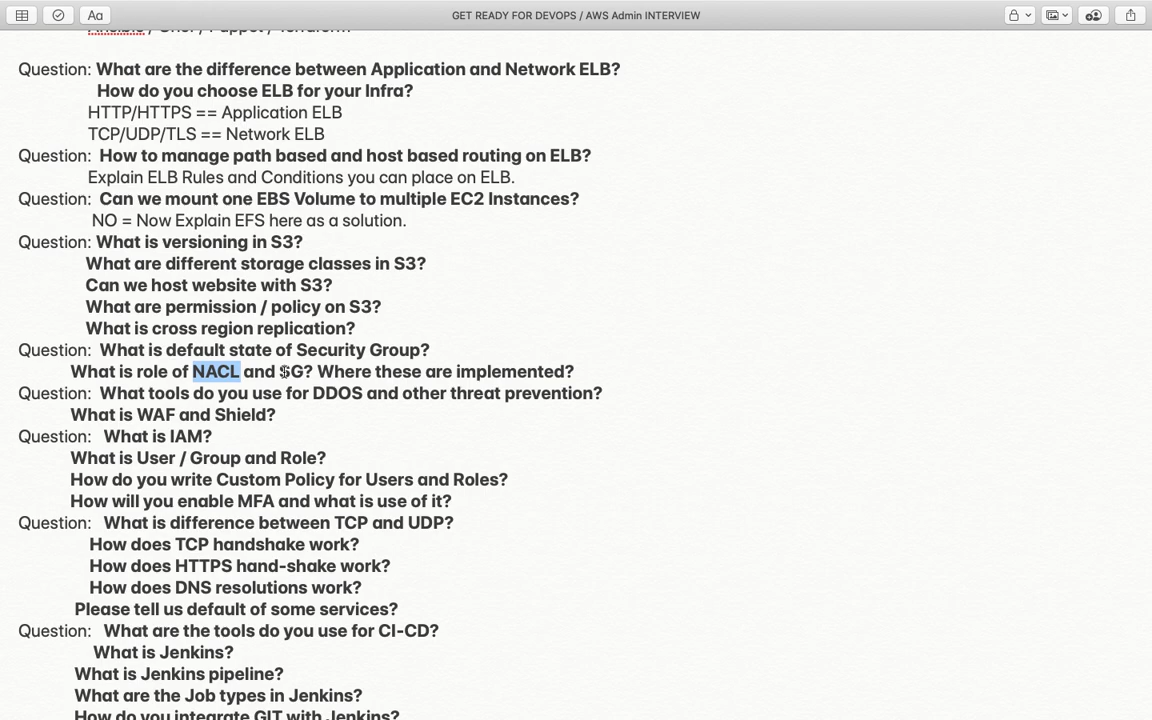 Aa
GET READY FOR DEVOPS / AWS Admin INTERVIEW
Ansible / Chef / Puppet / Terraform
Question: What are the difference between Application and Network ELB?
How do you choose ELB for your Infra?
HTTP/HTTPS == Application ELB
TCP/UDP/TLS == Network ELB
Question: How to manage path based and host based routing on ELB?
Explain ELB Rules and Conditions you can place on ELB.
Question: Can we mount one EBS Volume to multiple EC2 Instances?
NO = Now Explain EFS here as a solution.
Question: What is versioning in S3?
What are different storage classes in S3?
Can we host website with S3?
What are permission / policy on S3?
What is cross region replication?
Question: What is default state of Security Group?
What is role of NACL and SG? Where these are implemented?
Question: What tools do you use for DDOS and other threat prevention?
What is WAF and Shield?
Question: What is IAM?
What is User / Group and Role?
How do you write Custom Policy for Users and Roles?
How will you enable MFA and what is use of it?
Question: What is difference between TCP and UDP?
How does TCP handshake work?
How does HTTPS hand-shake work?
How does DNS resolutions work?
Please tell us default of some services?
Question: What are the tools do you use for CI-CD?
What is Jenkins?
What is Jenkins pipeline?
What are the Job types in Jenkins?
How do you integrate GIT with Jenkins?